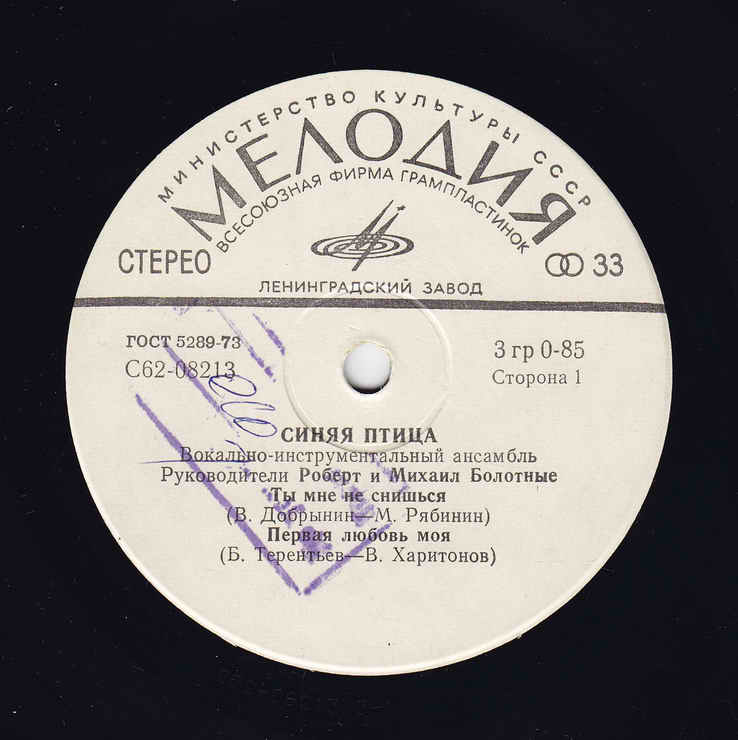 МИНИСТЕРСТВО КУЛЬТУРЫ СССР
МЕЛОДИЯ
ВСЕСОЮЗНАЯ ФИРМА ГРАМПЛАСТИНОК
СТЕРЕО
33
ЛЕНИНГРАДСКИЙ ЗАВОД
ГОСТ 5289-73
С62-08213
3 гр 0-85
Сторона 1
СИНЯЯ ПТИЦА
Вокально-инструментальный ансамбль
Руководители Роберт и Михаил Болотные
Ты мне не снишься
(В. Добрынин—М. Рябинин)
Первая любовь моя
(Б. Терентьев—В. Харитонов)